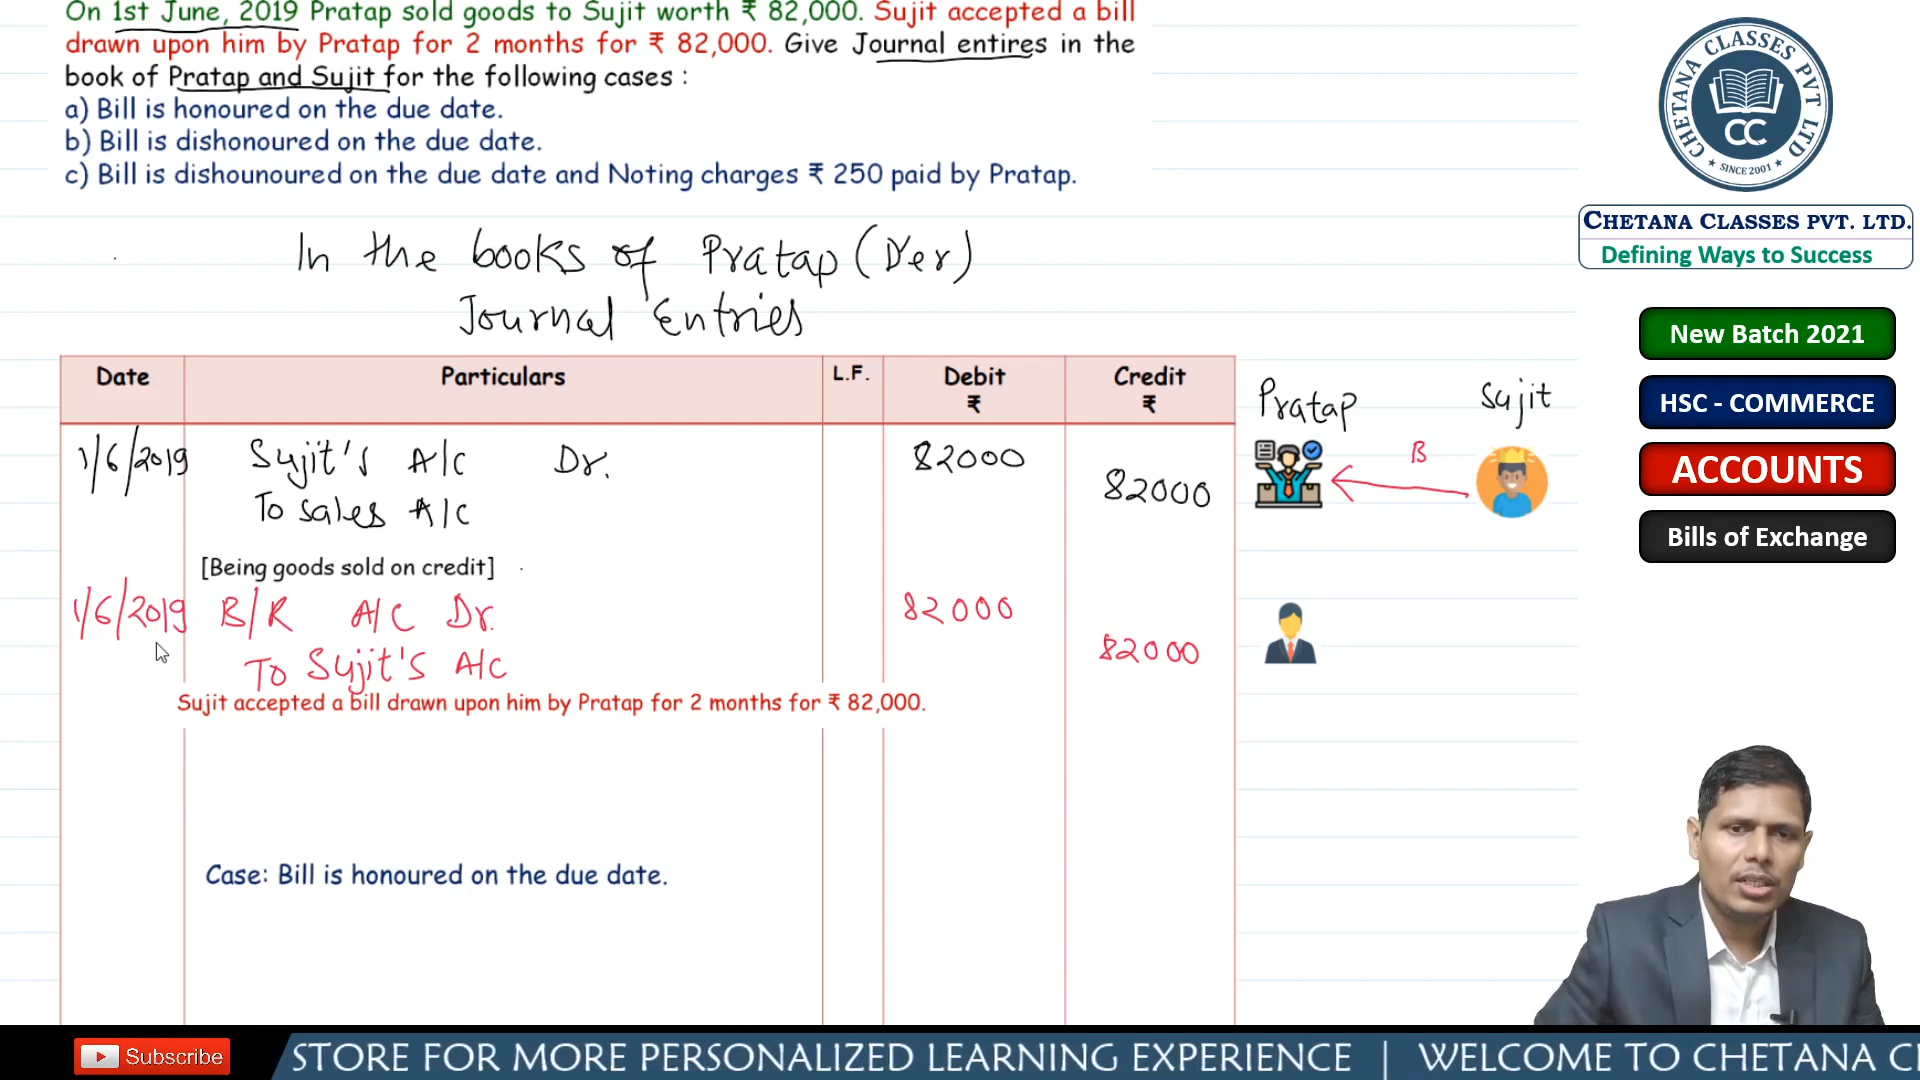 On 1st June, 2019 Pratap sold goods to Sujit worth ₹ 82,000. Sujit accepted a bill
drawn upon him by Pratap for 2 months for ₹ 82,000. Give Journal entires in the
book of Pratap and Sujit for the following cases :
a) Bill is honoured on the due date.
b) Bill is dishonoured on the due date.
c) Bill is dishounoured on the due date and Noting charges ₹ 250 paid by Pratap.
In the books of Pratap (Drer)
Journal Entries
Date Particulars L.F. Debit ₹ Credit ₹
1/6/2019 Sujit's A/c Dr. 82000
To Sales A/c 82000
[Being goods sold on credit]
1/6/2019 B/R A/C Dr. 82000
To Sujit's A/c 82000
Sujit accepted a bill drawn upon him by Pratap for 2 months for ₹ 82,000.
Case: Bill is honoured on the due date.
Pratap Sujit
B
CHETANA CLASSES PVT LTD
CC
SINCE 2001
CHETANA CLASSES PVT. LTD.
Defining Ways to Success
New Batch 2021
HSC - COMMERCE
ACCOUNTS
Bills of Exchange
Subscribe
STORE FOR MORE PERSONALIZED LEARNING EXPERIENCE | WELCOME TO CHETANA C